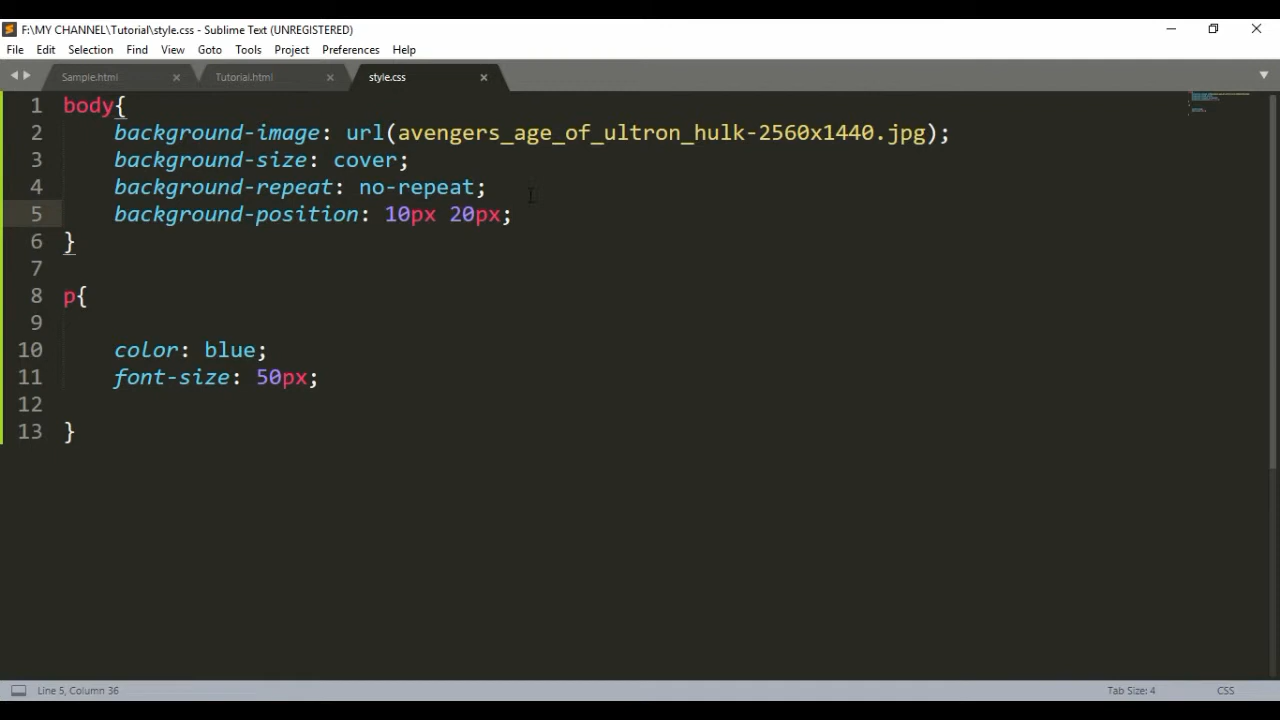 F:\MY CHANNEL\Tutorial\style.css - Sublime Text (UNREGISTERED)
File Edit Selection Find View Goto Tools Project Preferences Help
Sample.html Tutorial.html style.css
1 body{
2 background-image: url(avengers_age_of_ultron_hulk-2560x1440.jpg);
3 background-size: cover;
4 background-repeat: no-repeat;
5 background-position: 10px 20px;
6 }
7
8 p{
9
10 color: blue;
11 font-size: 50px;
12
13 }
Line 5, Column 36 Tab Size: 4 CSS